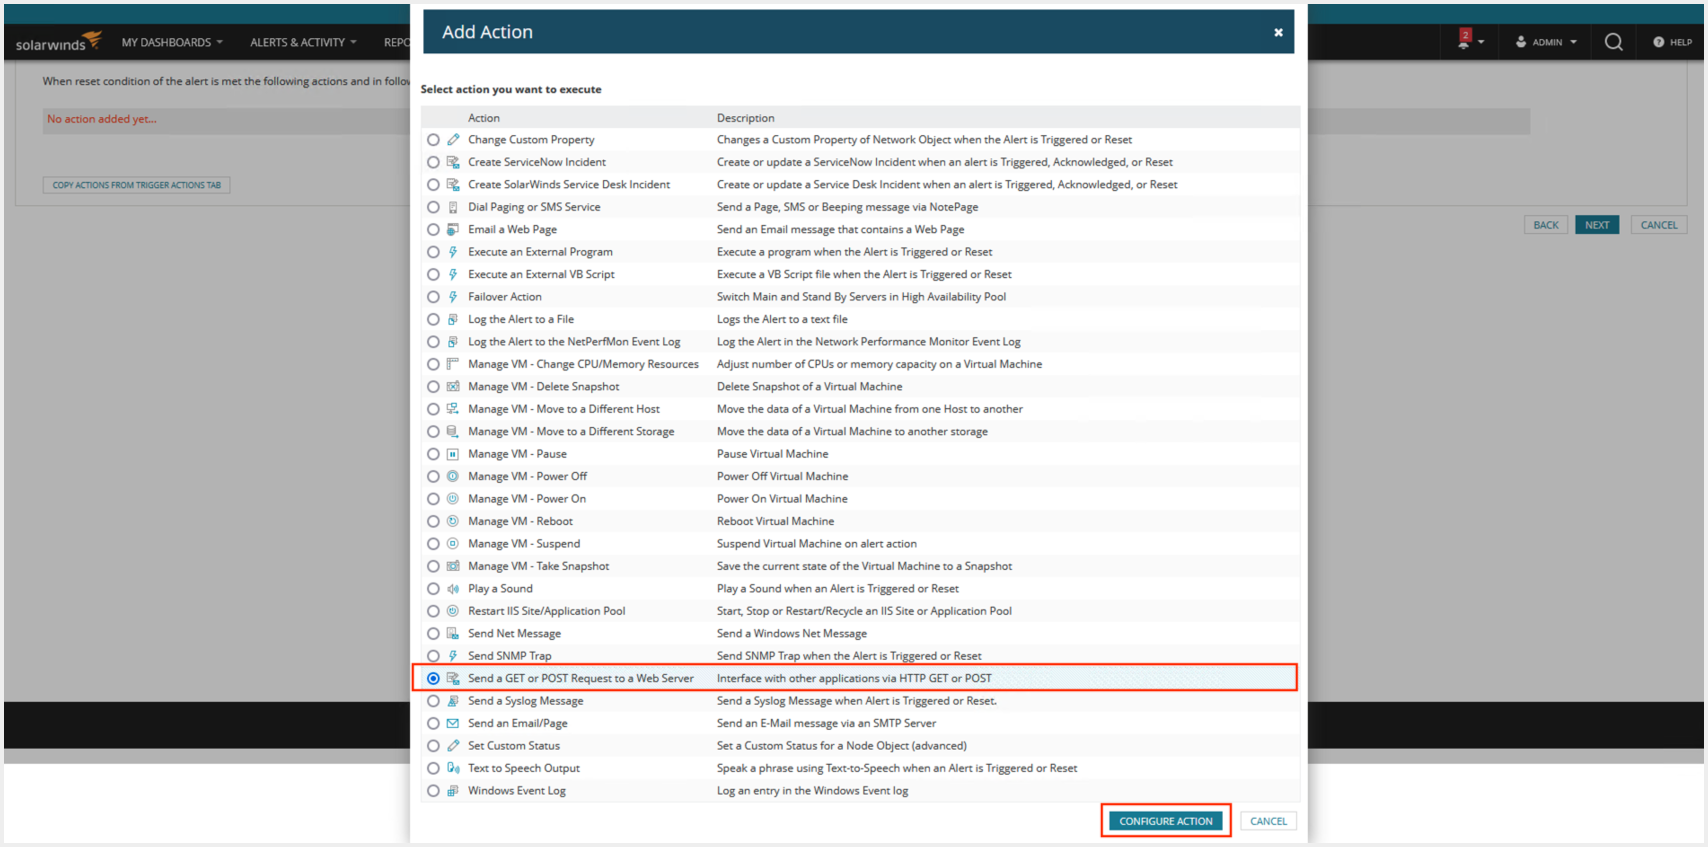 Add Action
solarwinds MY DASHBOARDS ALERTS & ACTIVITY REPO 2 ADMIN HELP
When reset condition of the alert is met the following actions and in follo
No action added yet...
COPY ACTIONS FROM TRIGGER ACTIONS TAB
BACK NEXT CANCEL
Select action you want to execute
Action Description
Change Custom Property Changes a Custom Property of Network Object when the Alert is Triggered or Reset
Create ServiceNow Incident Create or update a ServiceNow Incident when an alert is Triggered, Acknowledged, or Reset
Create SolarWinds Service Desk Incident Create or update a Service Desk Incident when an alert is Triggered, Acknowledged, or Reset
Dial Paging or SMS Service Send a Page, SMS or Beeping message via NotePage
Email a Web Page Send an Email message that contains a Web Page
Execute an External Program Execute a program when the Alert is Triggered or Reset
Execute an External VB Script Execute a VB Script file when the Alert is Triggered or Reset
Failover Action Switch Main and Stand By Servers in High Availability Pool
Log the Alert to a File Logs the Alert to a text file
Log the Alert to the NetPerfMon Event Log Log the Alert in the Network Performance Monitor Event Log
Manage VM - Change CPU/Memory Resources Adjust number of CPUs or memory capacity on a Virtual Machine
Manage VM - Delete Snapshot Delete Snapshot of a Virtual Machine
Manage VM - Move to a Different Host Move the data of a Virtual Machine from one Host to another
Manage VM - Move to a Different Storage Move the data of a Virtual Machine to another storage
Manage VM - Pause Pause Virtual Machine
Manage VM - Power Off Power Off Virtual Machine
Manage VM - Power On Power On Virtual Machine
Manage VM - Reboot Reboot Virtual Machine
Manage VM - Suspend Suspend Virtual Machine on alert action
Manage VM - Take Snapshot Save the current state of the Virtual Machine to a Snapshot
Play a Sound Play a Sound when an Alert is Triggered or Reset
Restart IIS Site/Application Pool Start, Stop or Restart/Recycle an IIS Site or Application Pool
Send Net Message Send a Windows Net Message
Send SNMP Trap Send SNMP Trap when the Alert is Triggered or Reset
Send a GET or POST Request to a Web Server Interface with other applications via HTTP GET or POST
Send a Syslog Message Send a Syslog Message when Alert is Triggered or Reset.
Send an Email/Page Send an E-Mail message via an SMTP Server
Set Custom Status Set a Custom Status for a Node Object (advanced)
Text to Speech Output Speak a phrase using Text-to-Speech when an Alert is Triggered or Reset
Windows Event Log Log an entry in the Windows Event log
CONFIGURE ACTION CANCEL